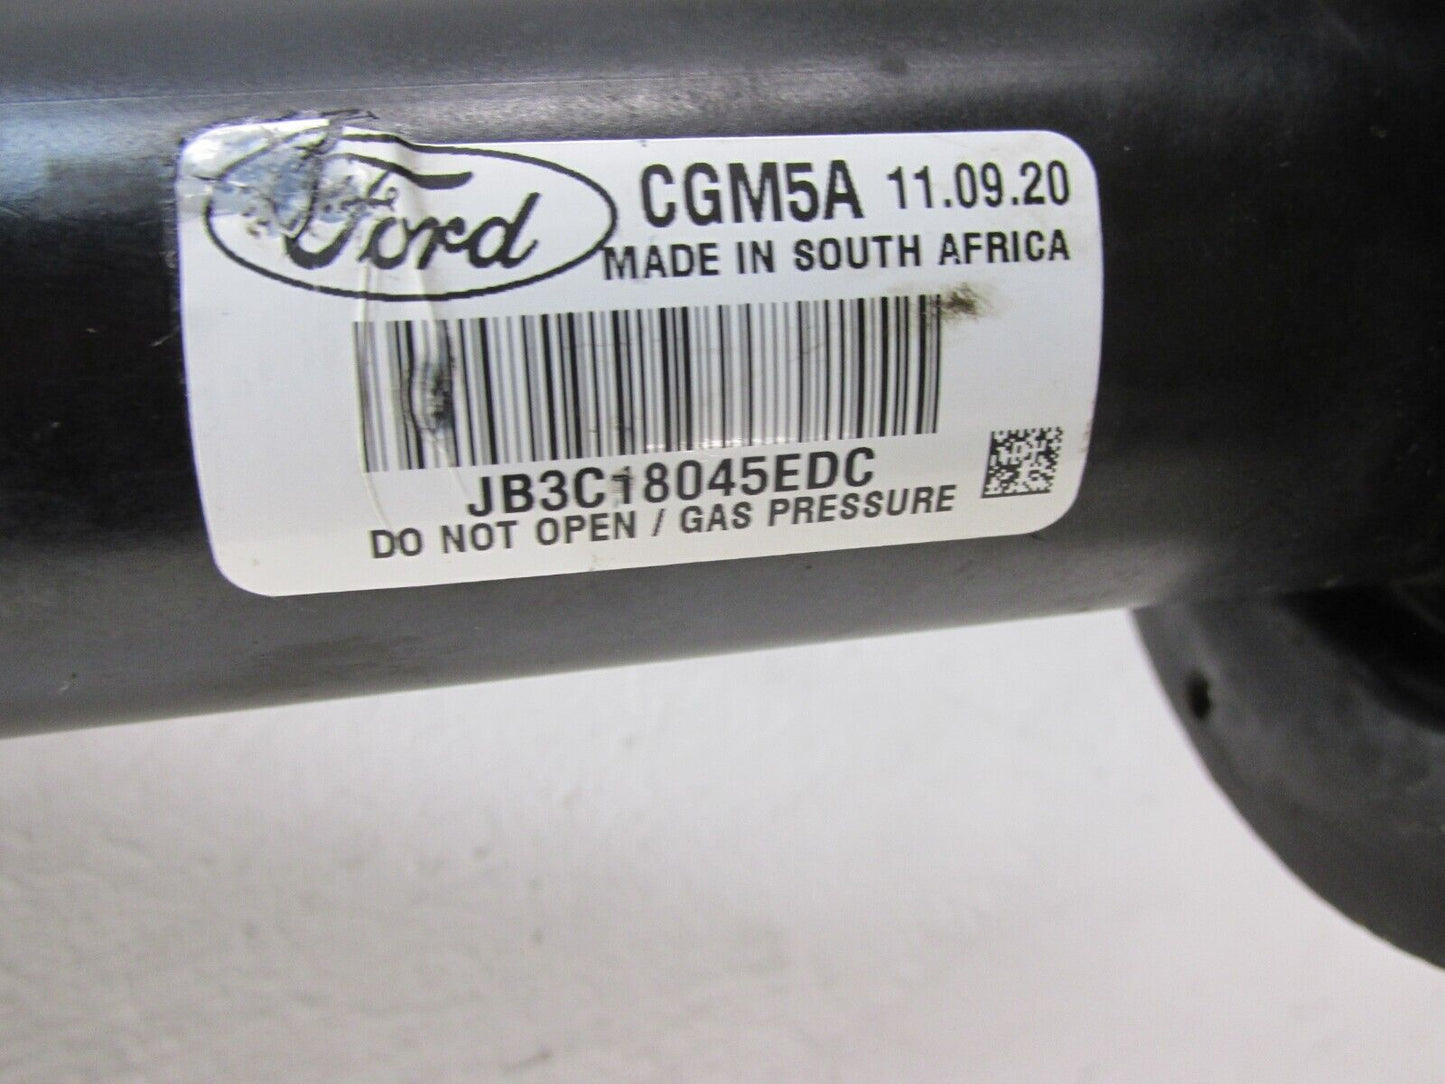 Ford
CGM5A 11.09.20
MADE IN SOUTH AFRICA
JB3C18045EDC
DO NOT OPEN / GAS PRESSURE